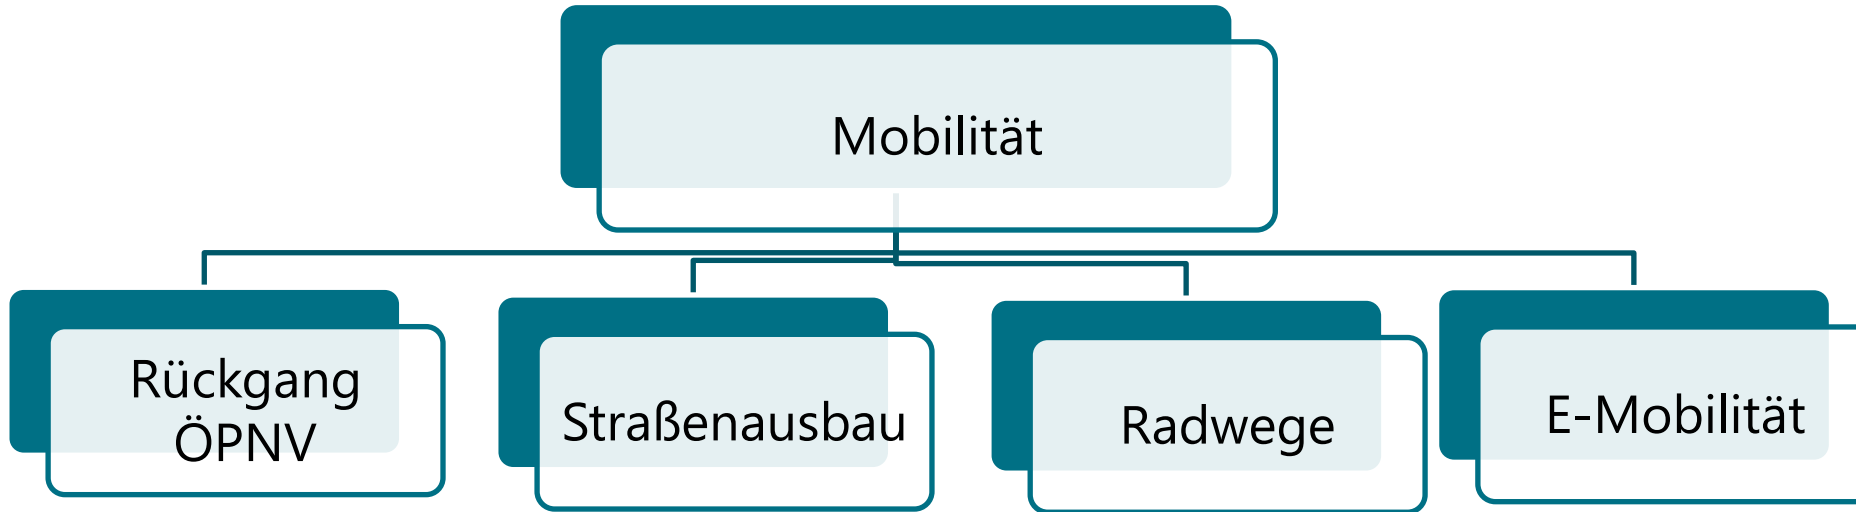 Mobilität
Rückgang
ÖPNV
Straßenausbau
Radwege
E-Mobilität